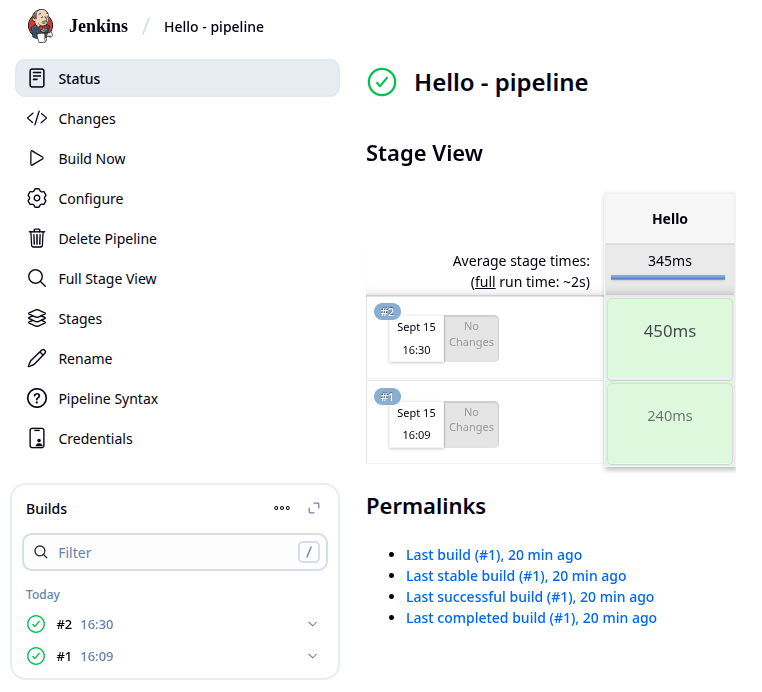 Jenkins / Hello - pipeline
Status
Changes
Build Now
Configure
Delete Pipeline
Full Stage View
Stages
Rename
Pipeline Syntax
Credentials
Builds
Filter /
Today
#2 16:30
#1 16:09
Hello - pipeline
Stage View
Hello
Average stage times:
(full run time: ~2s)
345ms
#2
Sept 15
16:30
No
Changes
450ms
#1
Sept 15
16:09
No
Changes
240ms
Permalinks
Last build (#1), 20 min ago
Last stable build (#1), 20 min ago
Last successful build (#1), 20 min ago
Last completed build (#1), 20 min ago